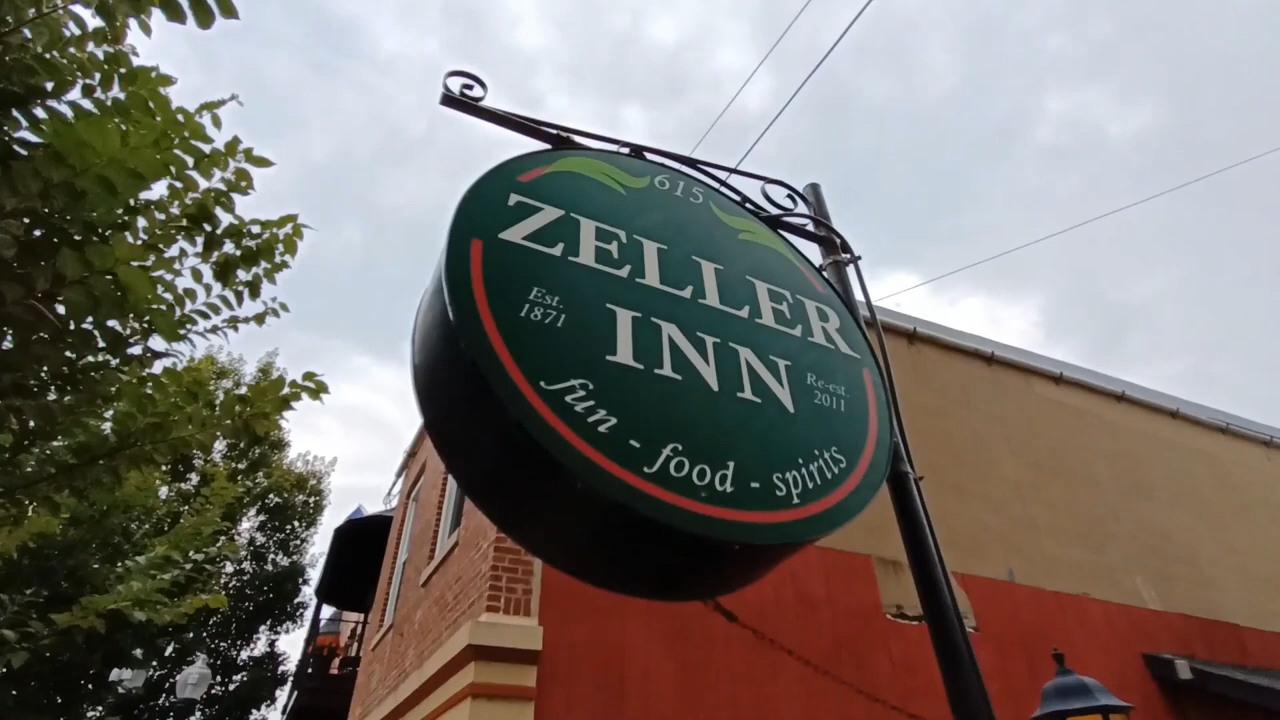 615
ZELLER
INN
Est.
1871
Re-est.
2011
fun - food - spirits